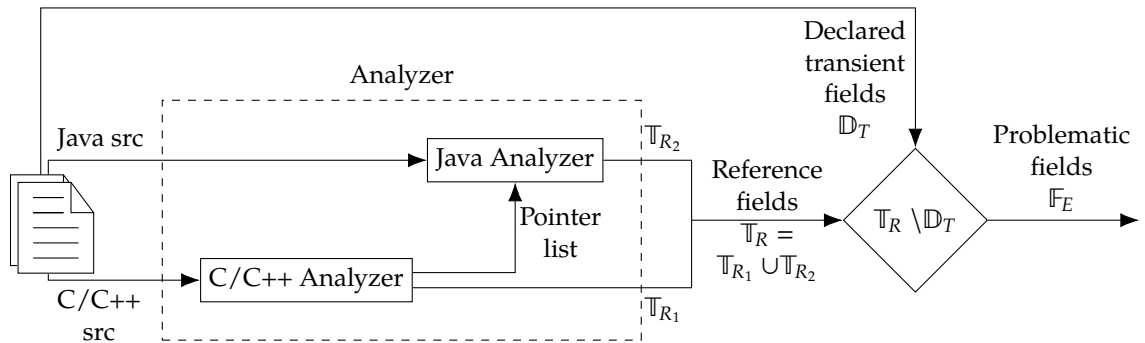 Declared
transient
fields
𝔻_T
Analyzer
Java src
Java Analyzer
𝕋_{R_2}
Pointer
list
Reference
fields
𝕋_R =
𝕋_{R_1} ∪𝕋_{R_2}
𝕋_R \𝔻_T
Problematic
fields
𝔽_E
C/C++ Analyzer
C/C++
src
𝕋_{R_1}